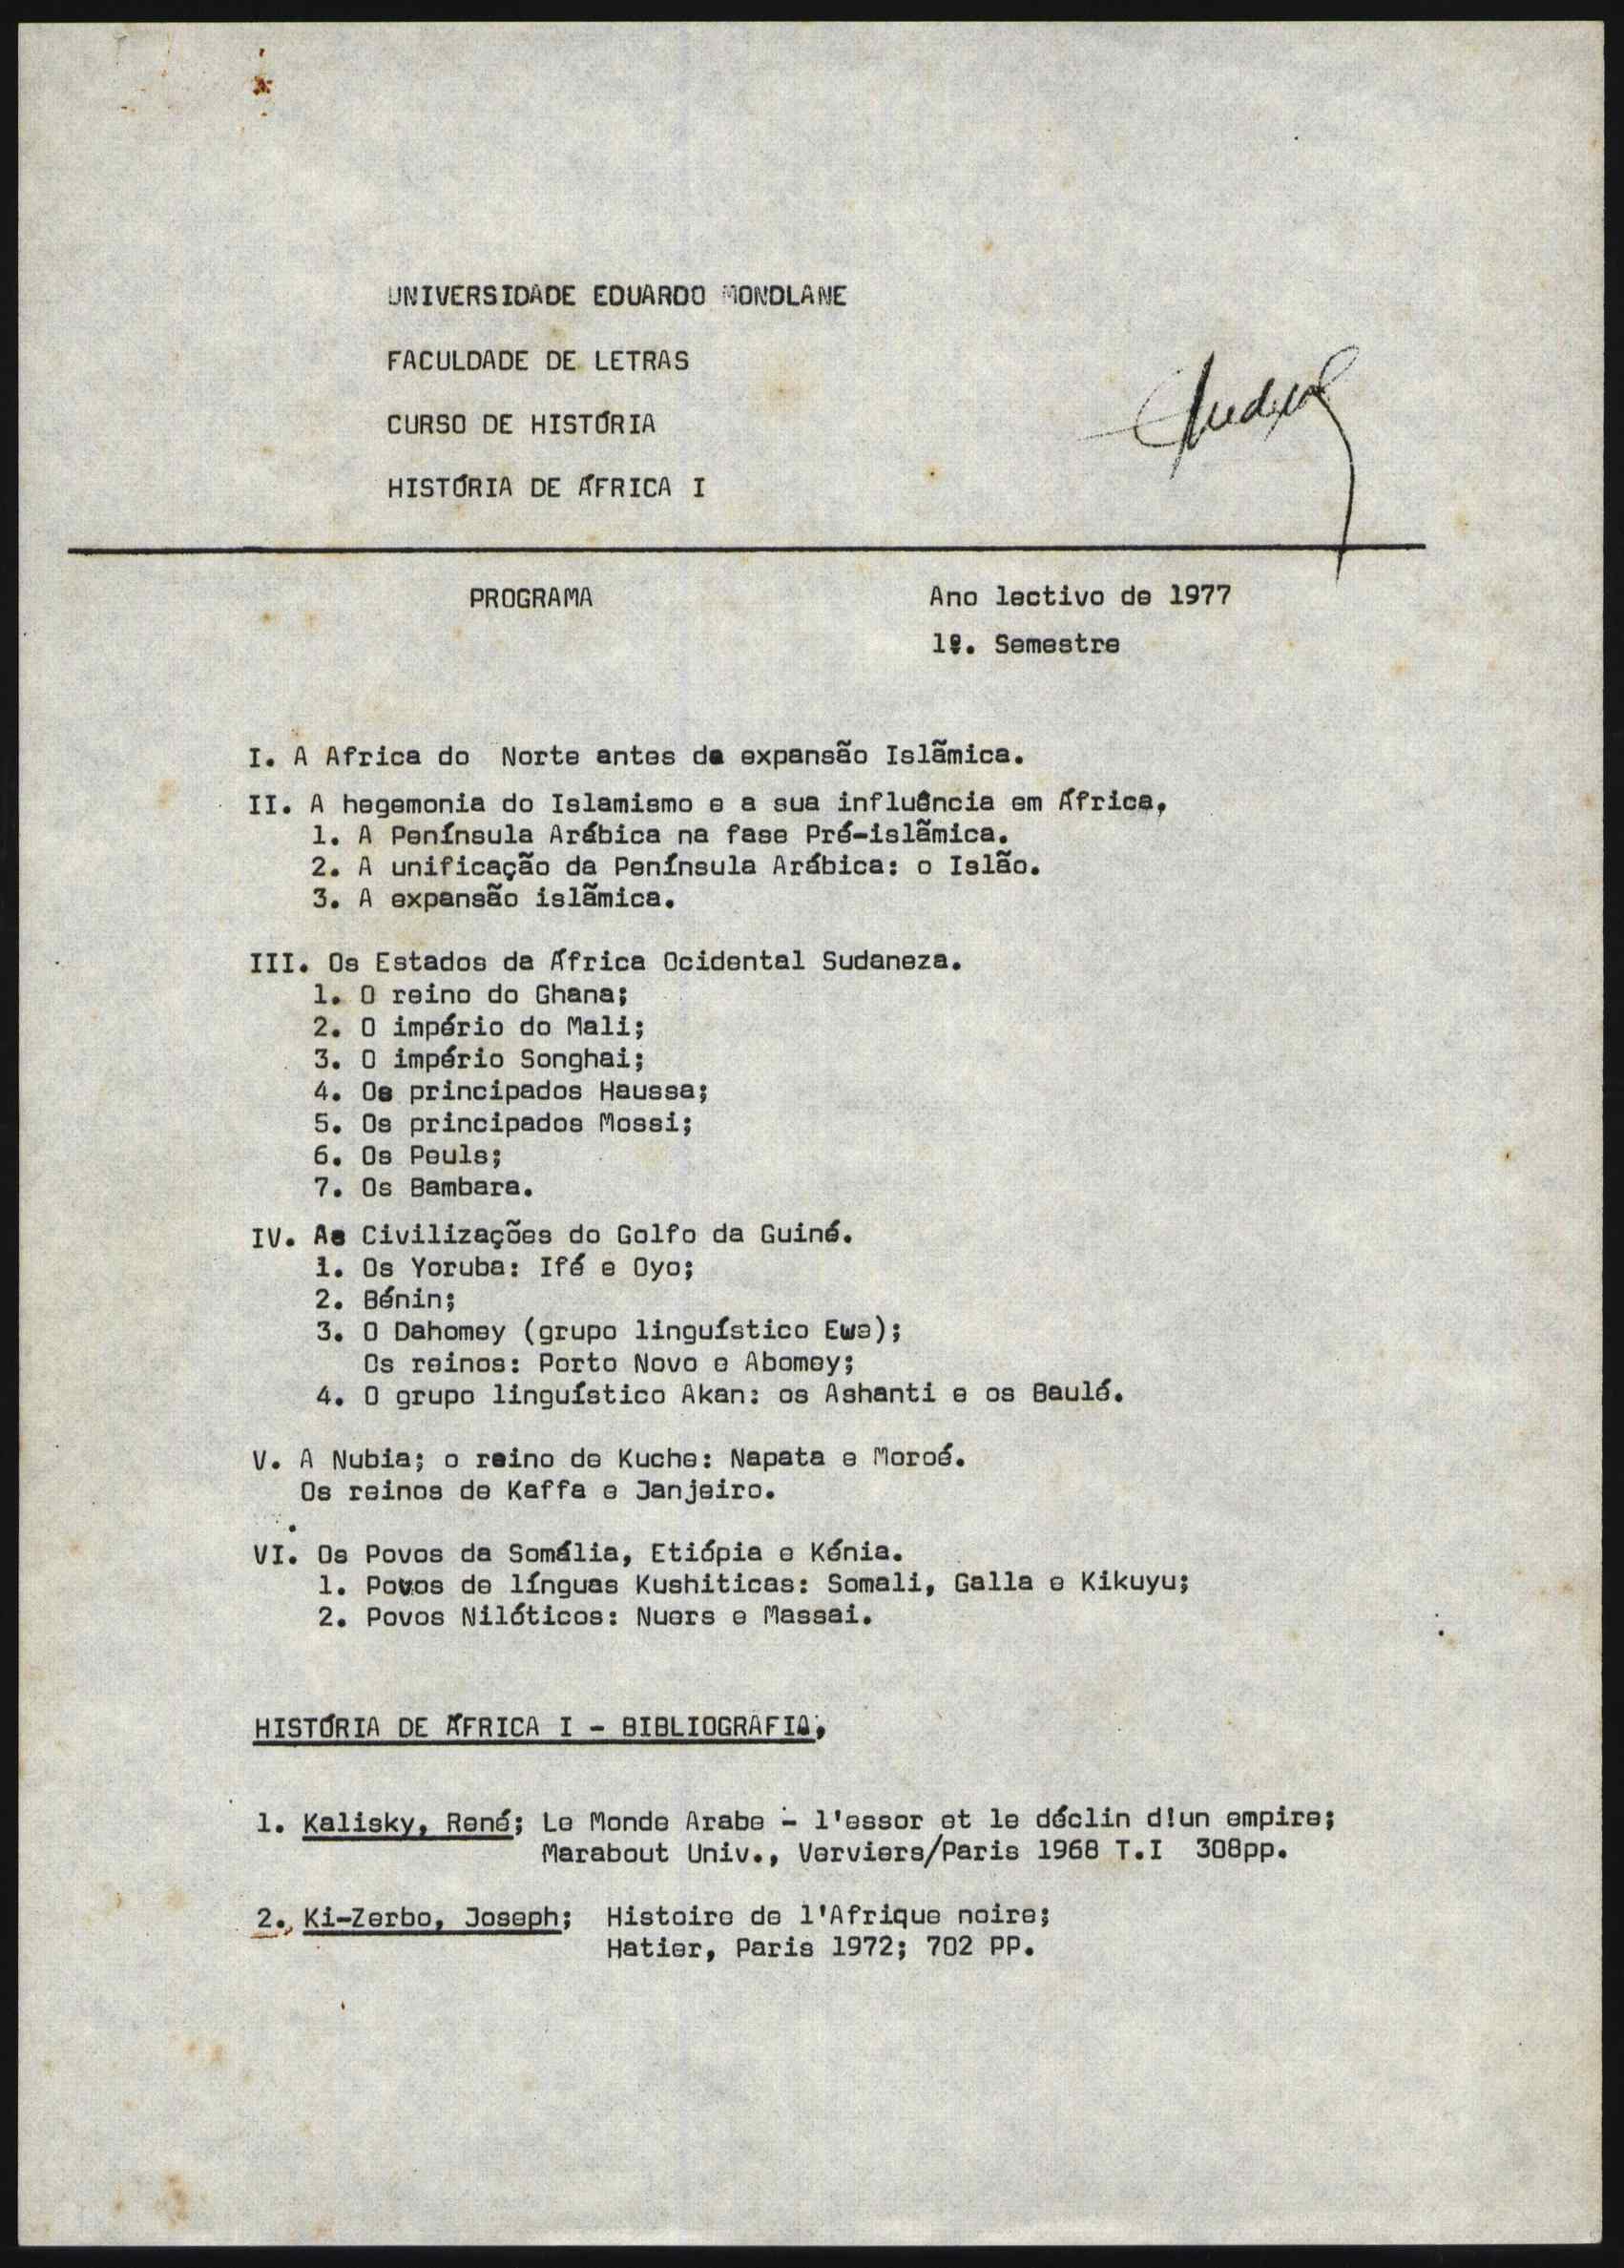 UNIVERSIDADE EDUARDO MONDLANE
FACULDADE DE LETRAS
CURSO DE HISTÓRIA
HISTÓRIA DE ÁFRICA I
PROGRAMA
Ano lectivo de 1977
1º. Semestre
I. A Africa do Norte antes da expansão Islãmica.
II. A hegemonia do Islamismo e a sua influência em África.
1. A Península Arábica na fase Pré-islãmica.
2. A unificação da Península Arábica: o Islão.
3. A expansão islãmica.
III. Os Estados da África Ocidental Sudaneza.
1. O reino do Ghana;
2. O império do Mali;
3. O império Songhai;
4. Os principados Haussa;
5. Os principados Mossi;
6. Os Peuls;
7. Os Bambara.
IV. As Civilizações do Golfo da Guiné.
1. Os Yoruba: Ifé e Oyo;
2. Bénin;
3. O Dahomey (grupo linguístico Ewe);
Os reinos: Porto Novo e Abomey;
4. O grupo linguístico Akan: os Ashanti e os Baulé.
V. A Nubia; o reino de Kuche: Napata e Moroé.
Os reinos de Kaffa e Janjeiro.
VI. Os Povos da Somália, Etiópia e Kénia.
1. Povos de línguas Kushiticas: Somali, Galla e Kikuyu;
2. Povos Nilóticos: Nuers e Massai.
HISTÓRIA DE ÁFRICA I - BIBLIOGRAFIA.
1. Kalisky, René; Le Monde Arabe - l'essor et le déclin d'un empire;
Marabout Univ., Verviers/Paris 1968 T.I 308pp.
2. Ki-Zerbo, Joseph; Histoire de l'Afrique noire;
Hatier, Paris 1972; 702 PP.